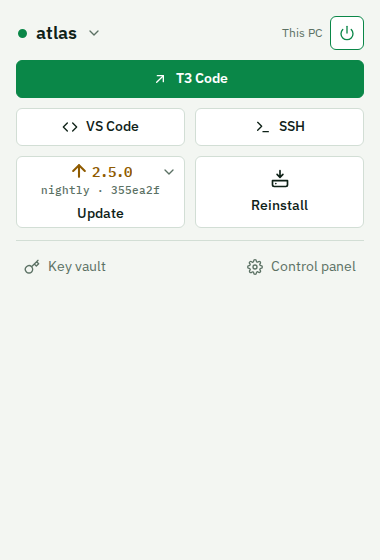 atlas
This PC
T3 Code
VS Code
SSH
2.5.0
nightly · 355ea2f
Update
Reinstall
Key vault
Control panel